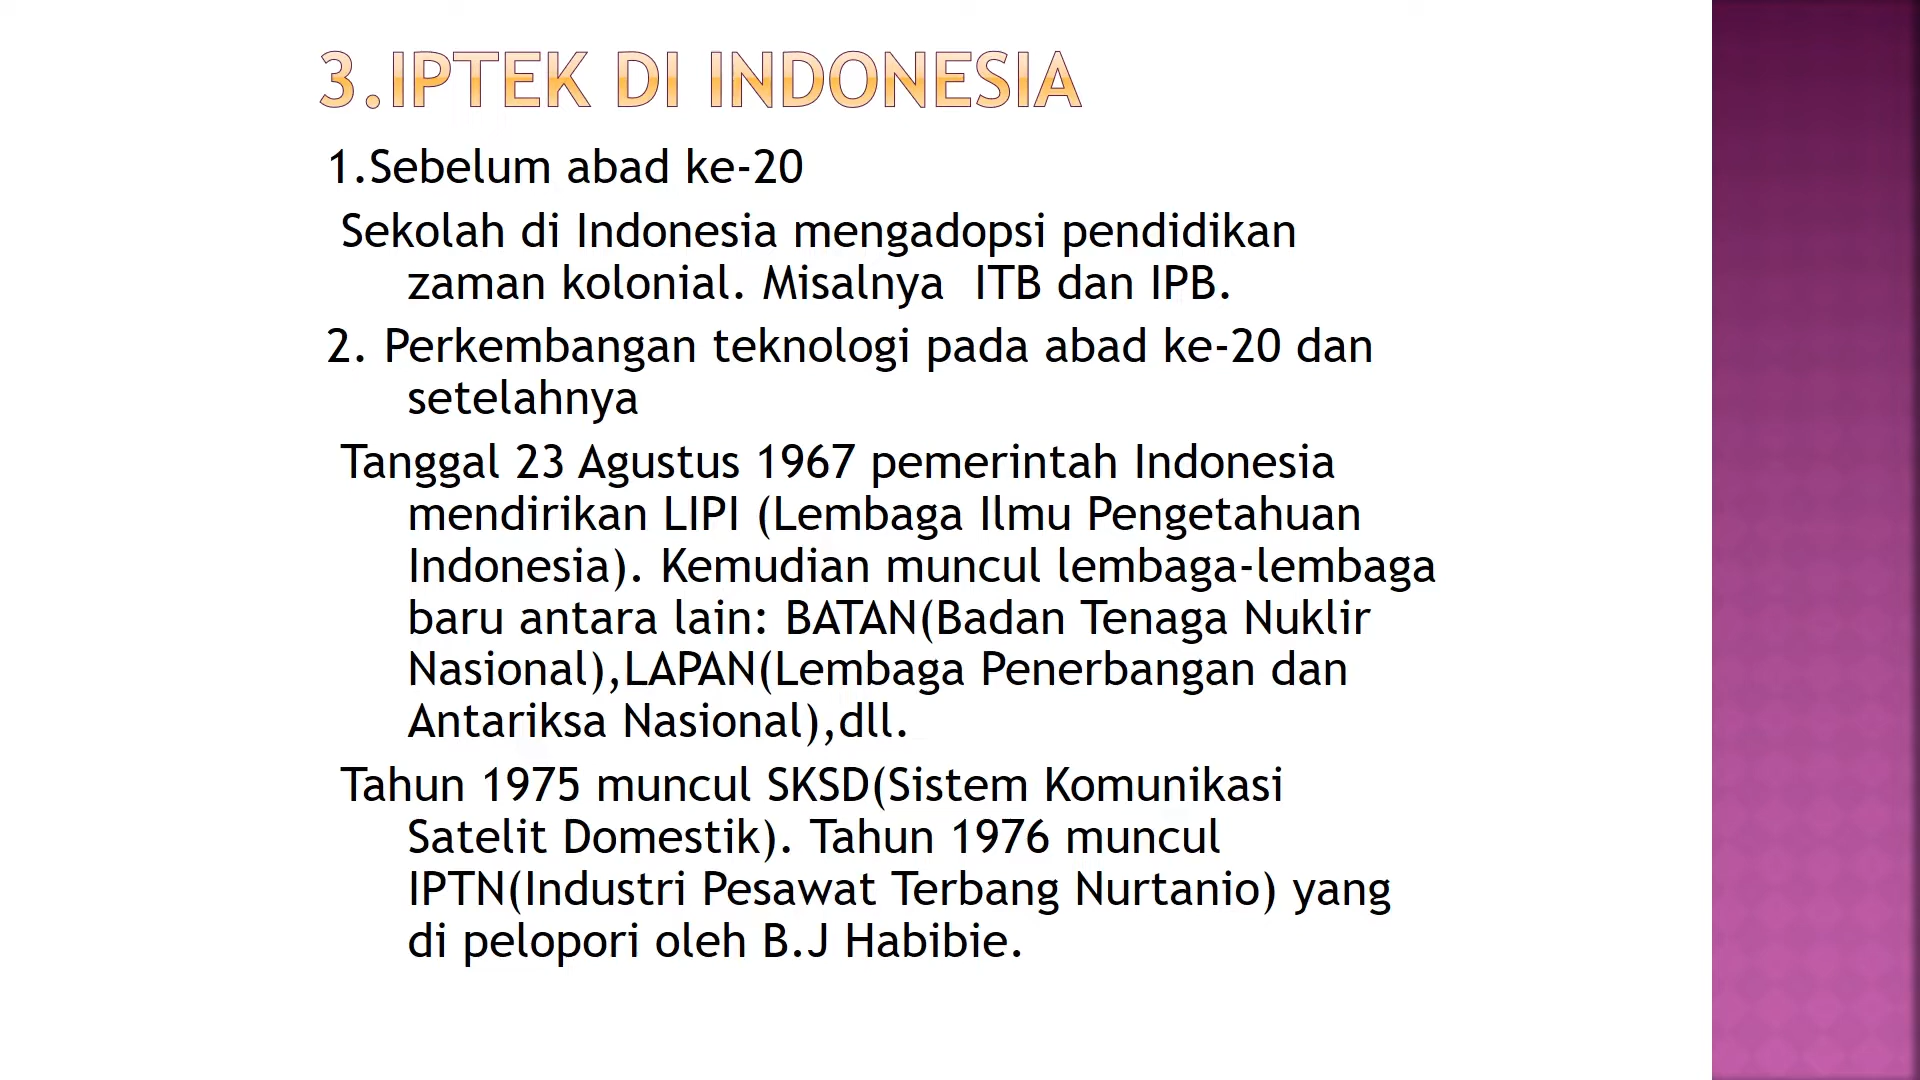 3.IPTEK DI INDONESIA
1.Sebelum abad ke-20
Sekolah di Indonesia mengadopsi pendidikan
zaman kolonial. Misalnya  ITB dan IPB.
2. Perkembangan teknologi pada abad ke-20 dan
setelahnya
Tanggal 23 Agustus 1967 pemerintah Indonesia
mendirikan LIPI (Lembaga Ilmu Pengetahuan
Indonesia). Kemudian muncul lembaga-lembaga
baru antara lain: BATAN(Badan Tenaga Nuklir
Nasional),LAPAN(Lembaga Penerbangan dan
Antariksa Nasional),dll.
Tahun 1975 muncul SKSD(Sistem Komunikasi
Satelit Domestik). Tahun 1976 muncul
IPTN(Industri Pesawat Terbang Nurtanio) yang
di pelopori oleh B.J Habibie.